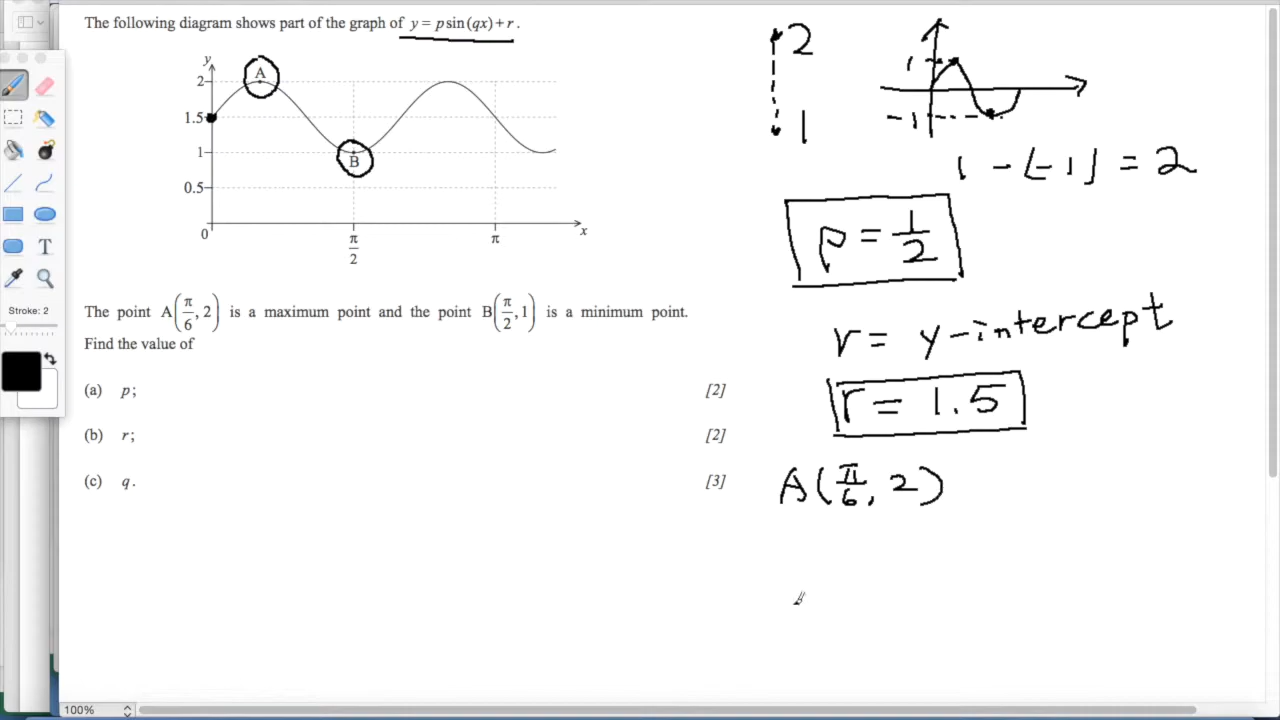 The following diagram shows part of the graph of y = p sin (qx) + r .
y
A
2
1.5
1
B
0.5
0
π/2
π
x
The point A(π/6, 2) is a maximum point and the point B(π/2, 1) is a minimum point.
Find the value of
(a) p; [2]
(b) r; [2]
(c) q. [3]
2
1
1
-1
1 - (-1) = 2
p = 1/2
r = y-intercept
r = 1.5
A(π/6, 2)
T
Stroke: 2
100%